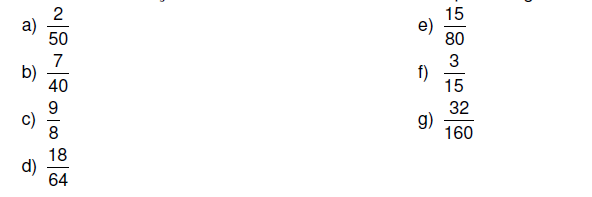 a) 2/50
b) 7/40
c) 9/8
d) 18/64
e) 15/80
f) 3/15
g) 32/160